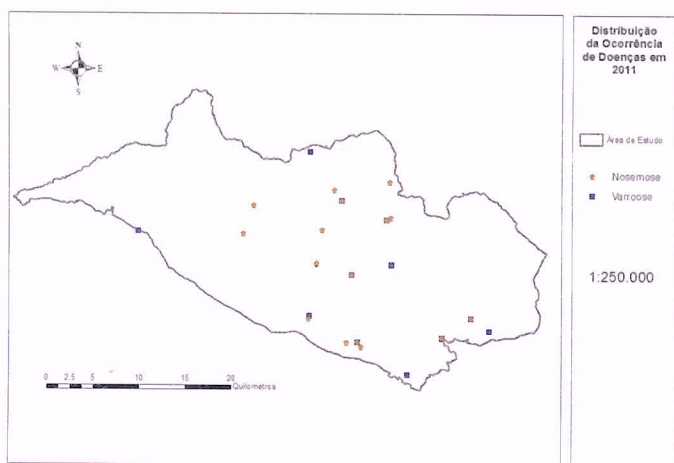 Distribuição
da Ocorrência
de Doenças em
2011
N
W E
S
Área de Estudo
Nosemose
Varroose
1:250.000
0 2,5 5 10 15 20
Quilometros